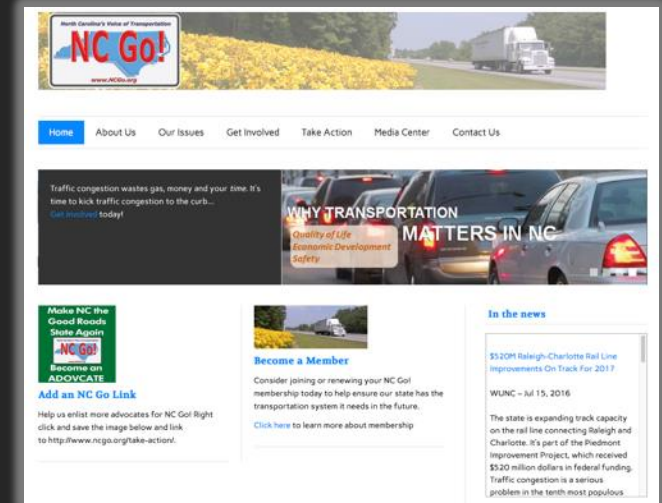 North Carolina's Voice of Transportation
NC Go!
www.NCGo.org
Home About Us Our Issues Get Involved Take Action Media Center Contact Us
Traffic congestion wastes gas, money and your time. It's
time to kick traffic congestion to the curb...
Get involved today!
WHY TRANSPORTATION
MATTERS IN NC
Quality of Life
Economic Development
Safety
Make NC the
Good Roads
State Again
NC Go!
Become an
ADOVCATE
Add an NC Go Link
Help us enlist more advocates for NC Go! Right
click and save the image below and link
to http://www.ncgo.org/take-action/.
Become a Member
Consider joining or renewing your NC Go!
membership today to help ensure our state has the
transportation system it needs in the future.
Click here to learn more about membership
In the news
$520M Raleigh-Charlotte Rail Line
Improvements On Track For 2017
WUNC – Jul 15, 2016
The state is expanding track capacity
on the rail line connecting Raleigh and
Charlotte. It's part of the Piedmont
Improvement Project, which received
$520 million dollars in federal funding.
Traffic congestion is a serious
problem in the tenth most populous